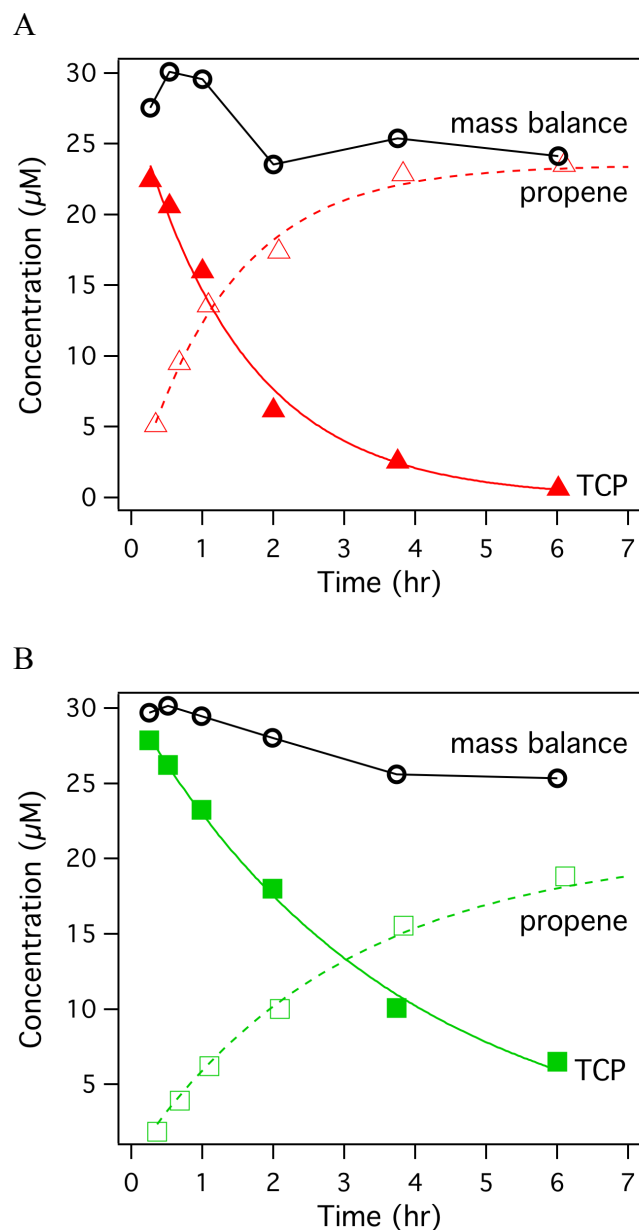 A
30
25
20
15
10
5
0
Concentration (µM)
mass balance
propene
TCP
0 1 2 3 4 5 6 7
Time (hr)
B
30
25
20
15
10
5
Concentration (µM)
mass balance
propene
TCP
0 1 2 3 4 5 6 7
Time (hr)